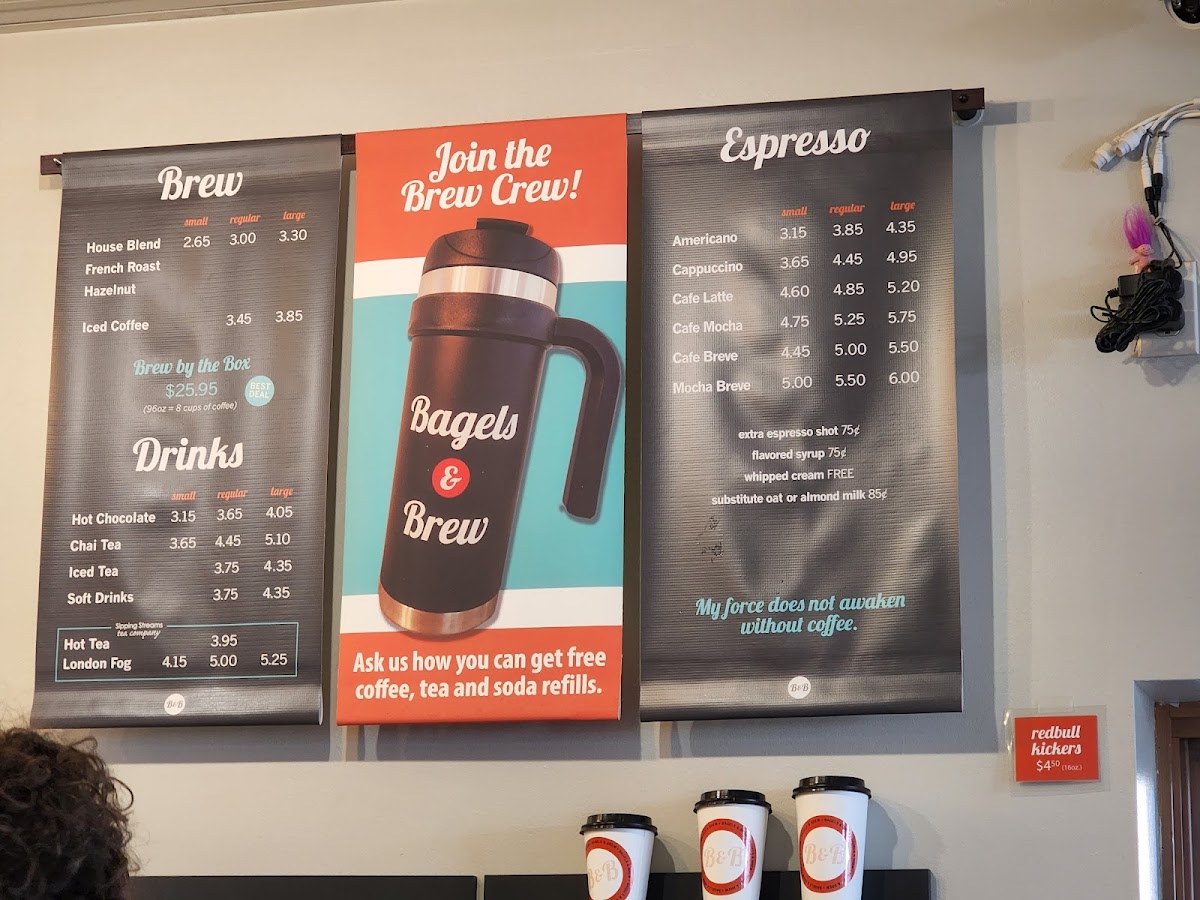 Brew
small regular large
House Blend 2.65 3.00 3.30
French Roast
Hazelnut
Iced Coffee 3.45 3.85
Brew by the Box
$25.95
(96oz = 8 cups of coffee)
BEST
DEAL
Drinks
small regular large
Hot Chocolate 3.15 3.65 4.05
Chai Tea 3.65 4.45 5.10
Iced Tea 3.75 4.35
Soft Drinks 3.75 4.35
Sipping Streams
tea company
Hot Tea 3.95
London Fog 4.15 5.00 5.25
B&B
Join the
Brew Crew!
Bagels
&
Brew
Ask us how you can get free
coffee, tea and soda refills.
Espresso
small regular large
Americano 3.15 3.85 4.35
Cappuccino 3.65 4.45 4.95
Cafe Latte 4.60 4.85 5.20
Cafe Mocha 4.75 5.25 5.75
Cafe Breve 4.45 5.00 5.50
Mocha Breve 5.00 5.50 6.00
extra espresso shot 75¢
flavored syrup 75¢
whipped cream FREE
substitute oat or almond milk 85¢
My force does not awaken
without coffee.
B&B
redbull
kickers
$450 (16oz.)
B&B
B&B
B&B